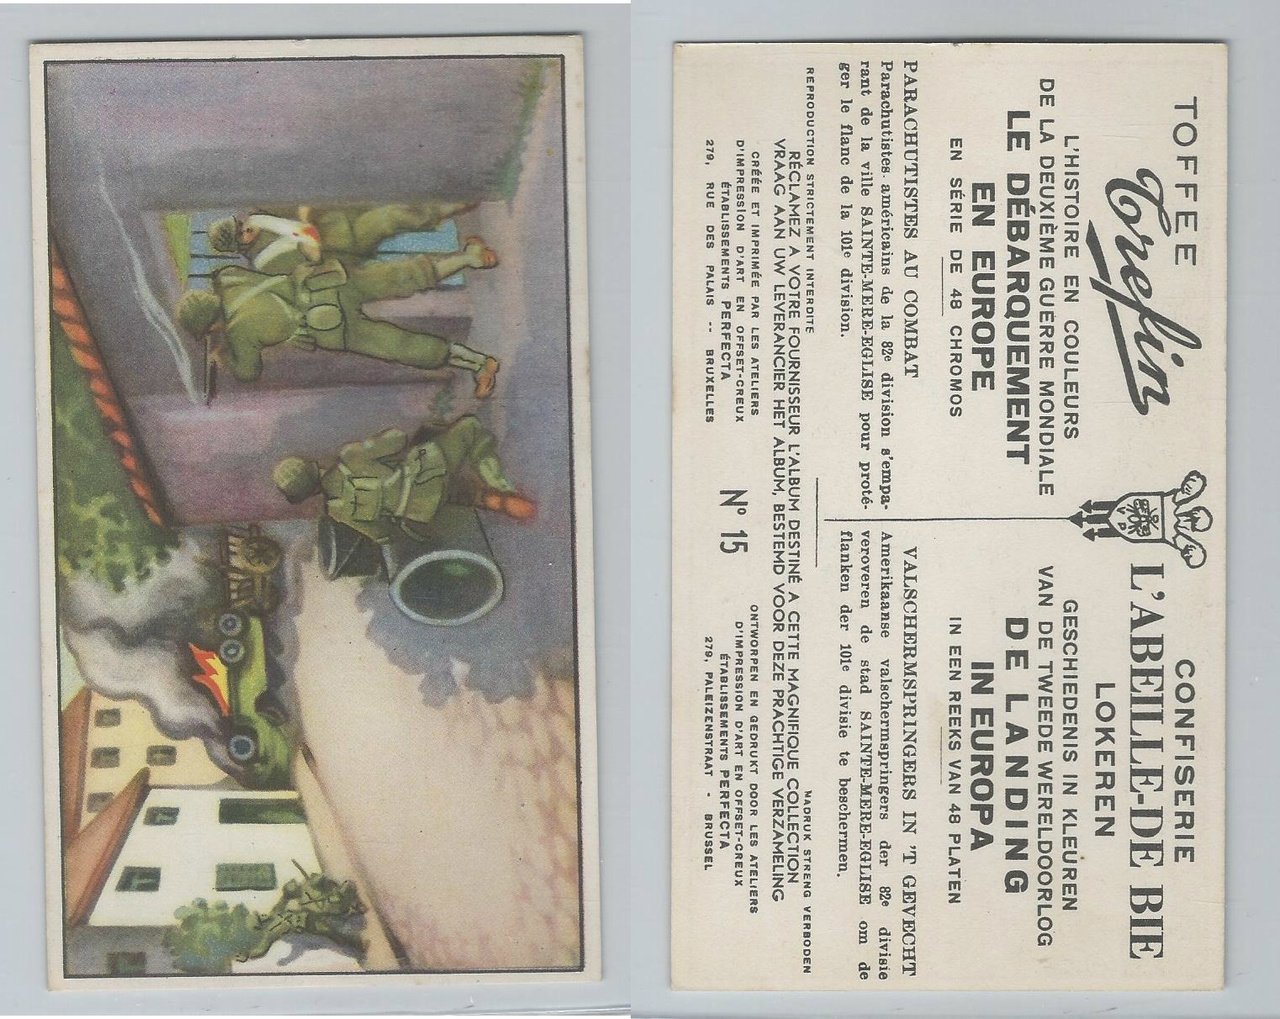 TOFFEE
Trefin
L'HISTOIRE EN COULEURS
DE LA DEUXIÈME GUERRE MONDIALE
LE DÉBARQUEMENT
EN EUROPE
EN SÉRIE DE 48 CHROMOS
PARACHUTISTES AU COMBAT
Parachutistes américains de la 82e division s'empa-
rant de la ville SAINTE-MERE-EGLISE pour proté-
ger le flanc de la 101e division.
CONFISERIE
L'ABEILLE-DE BIE
LOKEREN
GESCHIEDENIS IN KLEUREN
VAN DE TWEEDE WERELDOORLOG
DE LANDING
IN EUROPA
IN EEN REEKS VAN 48 PLATEN
VALSCHERMSPRINGERS IN 'T GEVECHT
Amerikaanse valschermspringers der 82e divisie
veroveren de stad SAINTE-MERE-EGLISE om de
flanken der 101e divisie te beschermen.
REPRODUCTION STRICTEMENT INTERDITE
NADRUK STRENG VERBODEN
RÉCLAMEZ A VOTRE FOURNISSEUR L'ALBUM DESTINÉ A CETTE MAGNIFIQUE COLLECTION
VRAAG AAN UW LEVERANCIER HET ALBUM, BESTEMD VOOR DEZE PRACHTIGE VERZAMELING
CRÉÉE ET IMPRIMÉE PAR LES ATELIERS
D'IMPRESSION D'ART EN OFFSET-CREUX
ÉTABLISSEMENTS PERFECTA
279, RUE DES PALAIS -- BRUXELLES
N° 15
ONTWORPEN EN GEDRUKT DOOR LES ATELIERS
D'IMPRESSION D'ART EN OFFSET-CREUX
ÉTABLISSEMENTS PERFECTA
279, PALEIZENSTRAAT - BRUSSEL